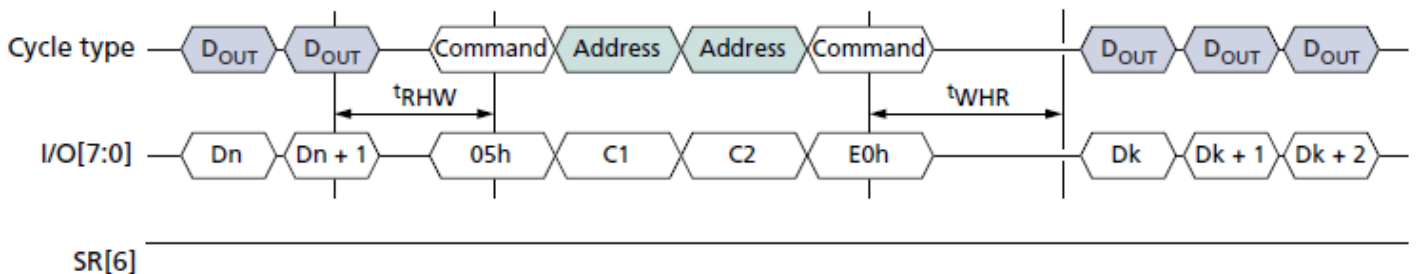 Cycle type DOUT DOUT Command Address Address Command DOUT DOUT DOUT
tRHW tWHR
I/O[7:0] Dn Dn + 1 05h C1 C2 E0h Dk Dk + 1 Dk + 2
SR[6]